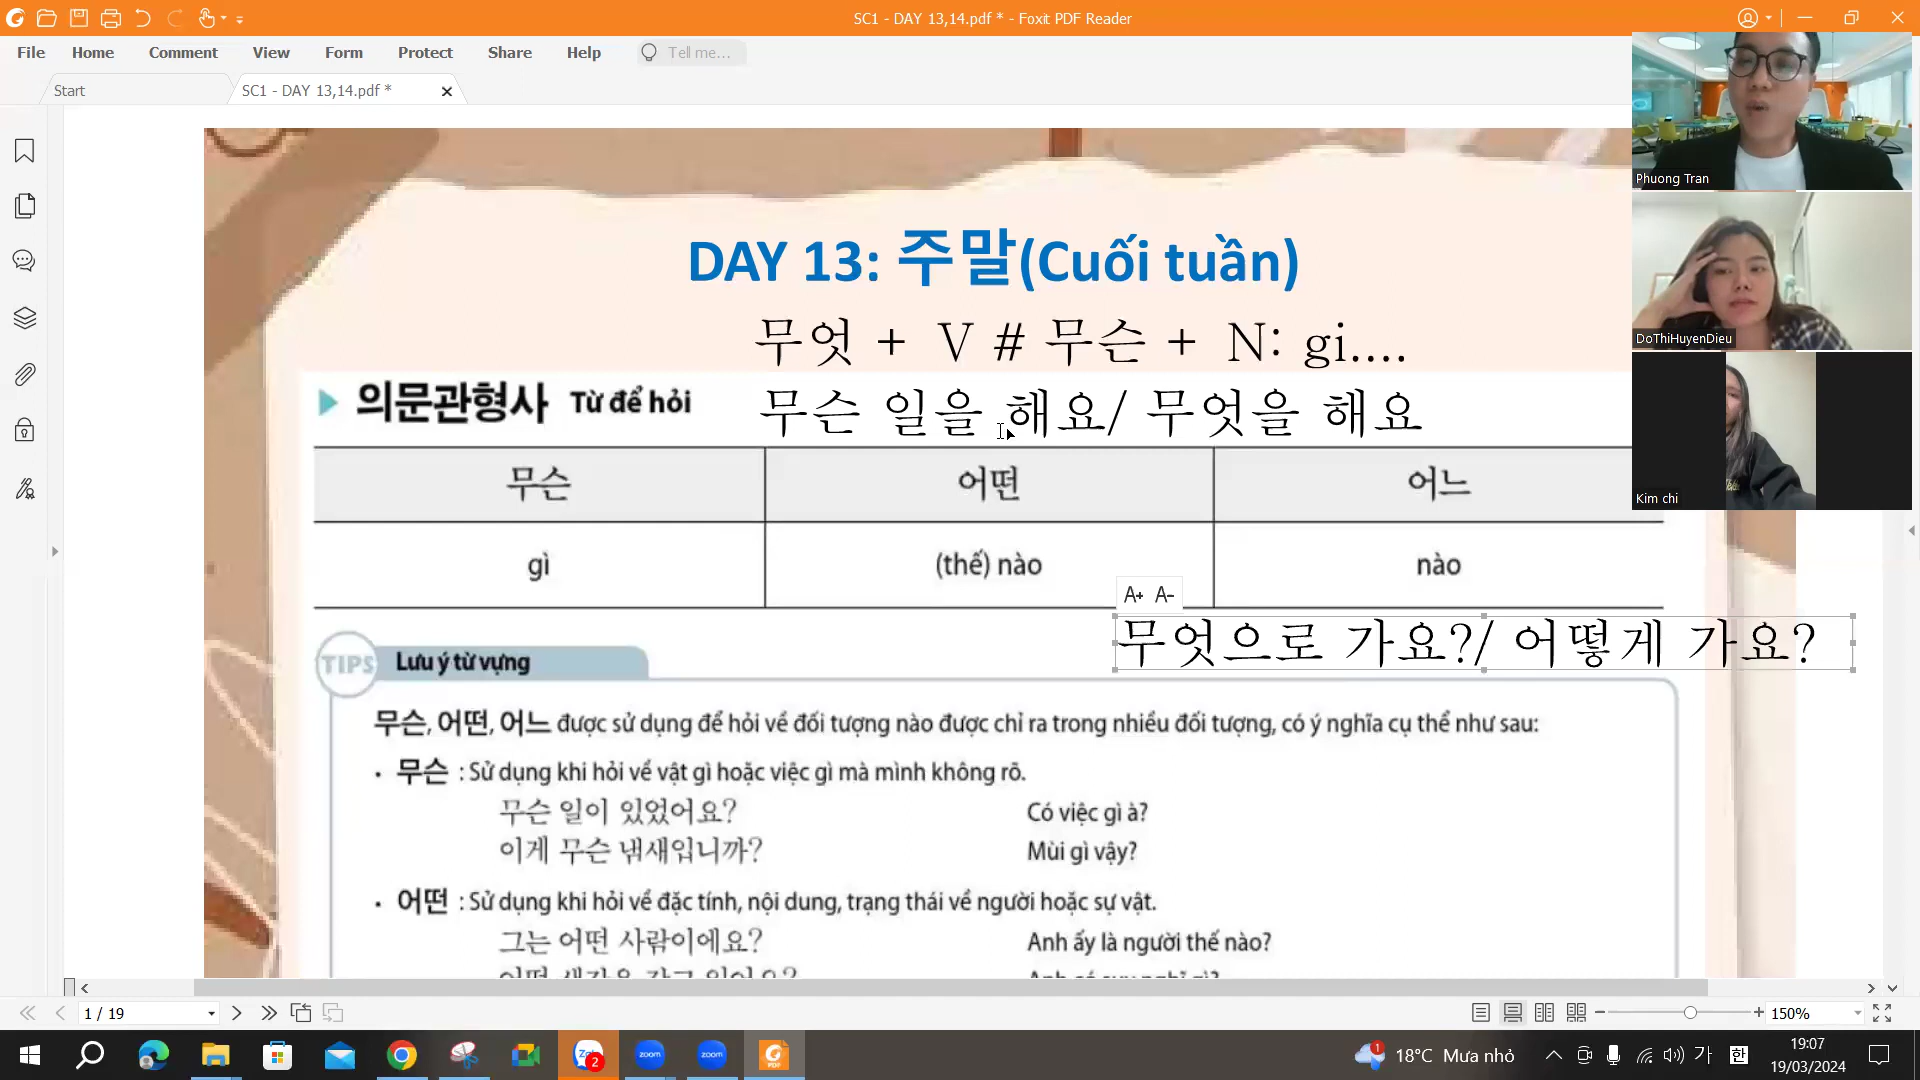 SC1 - DAY 13,14.pdf * - Foxit PDF Reader
File Home Comment View Form Protect Share Help Tell me...
Start SC1 - DAY 13,14.pdf *
Phuong Tran
DoThiHuyenDieu
Kim chi
DAY 13: 주말(Cuối tuần)
무엇 + V # 무슨 + N: gi....
의문관형사 Từ để hỏi
무슨 일을 해요/ 무엇을 해요
무슨 어떤 어느
gì (thế) nào nào
A+ A-
무엇으로 가요?/ 어떻게 가요?
TIPS Lưu ý từ vựng
무슨, 어떤, 어느 được sử dụng để hỏi về đối tượng nào được chỉ ra trong nhiều đối tượng, có ý nghĩa cụ thể như sau:
• 무슨 : Sử dụng khi hỏi về vật gì hoặc việc gì mà mình không rõ.
무슨 일이 있었어요? Có việc gì à?
이게 무슨 냄새입니까? Mùi gì vậy?
• 어떤 : Sử dụng khi hỏi về đặc tính, nội dung, trạng thái về người hoặc sự vật.
그는 어떤 사람이에요? Anh ấy là người thế nào?
1 / 19
150%
zoom zoom
2
PDF
1
18°C Mưa nhỏ
가 한
19:07
19/03/2024